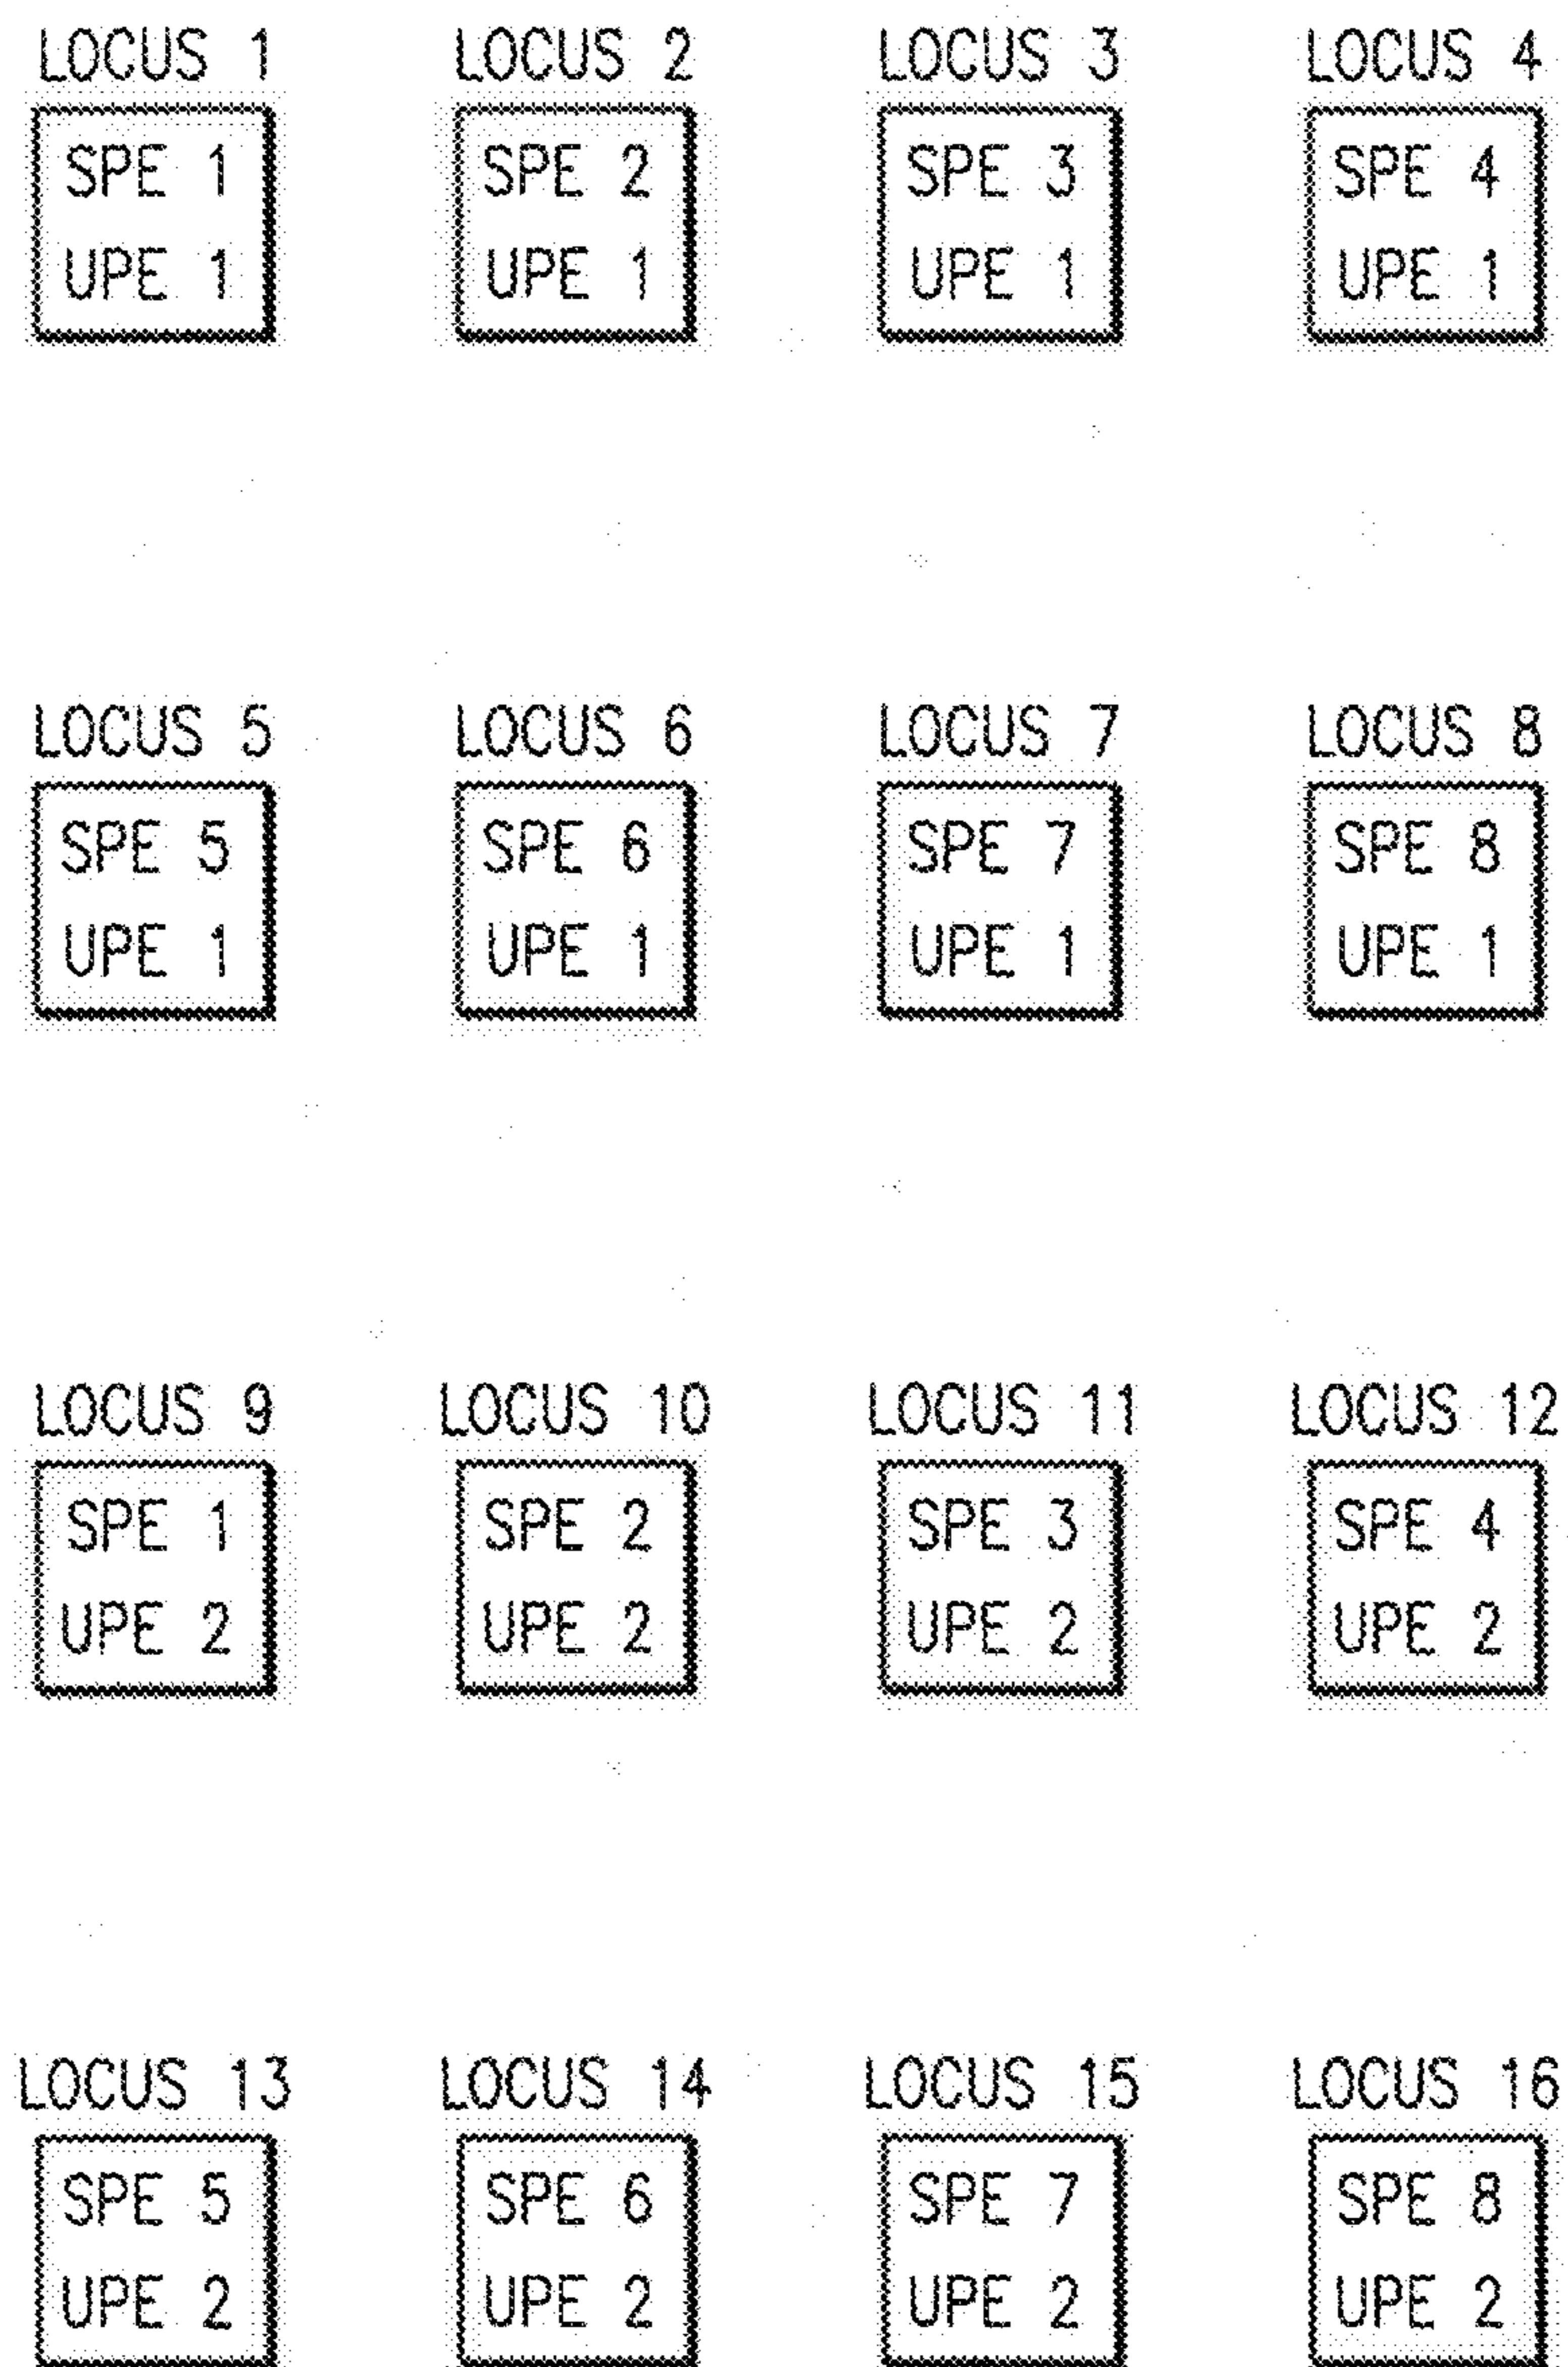 LOCUS 1 LOCUS 2 LOCUS 3 LOCUS 4
SPE 1 SPE 2 SPE 3 SPE 4
UPE 1 UPE 1 UPE 1 UPE 1
LOCUS 5 LOCUS 6 LOCUS 7 LOCUS 8
SPE 5 SPE 6 SPE 7 SPE 8
UPE 1 UPE 1 UPE 1 UPE 1
LOCUS 9 LOCUS 10 LOCUS 11 LOCUS 12
SPE 1 SPE 2 SPE 3 SPE 4
UPE 2 UPE 2 UPE 2 UPE 2
LOCUS 13 LOCUS 14 LOCUS 15 LOCUS 16
SPE 5 SPE 6 SPE 7 SPE 8
UPE 2 UPE 2 UPE 2 UPE 2